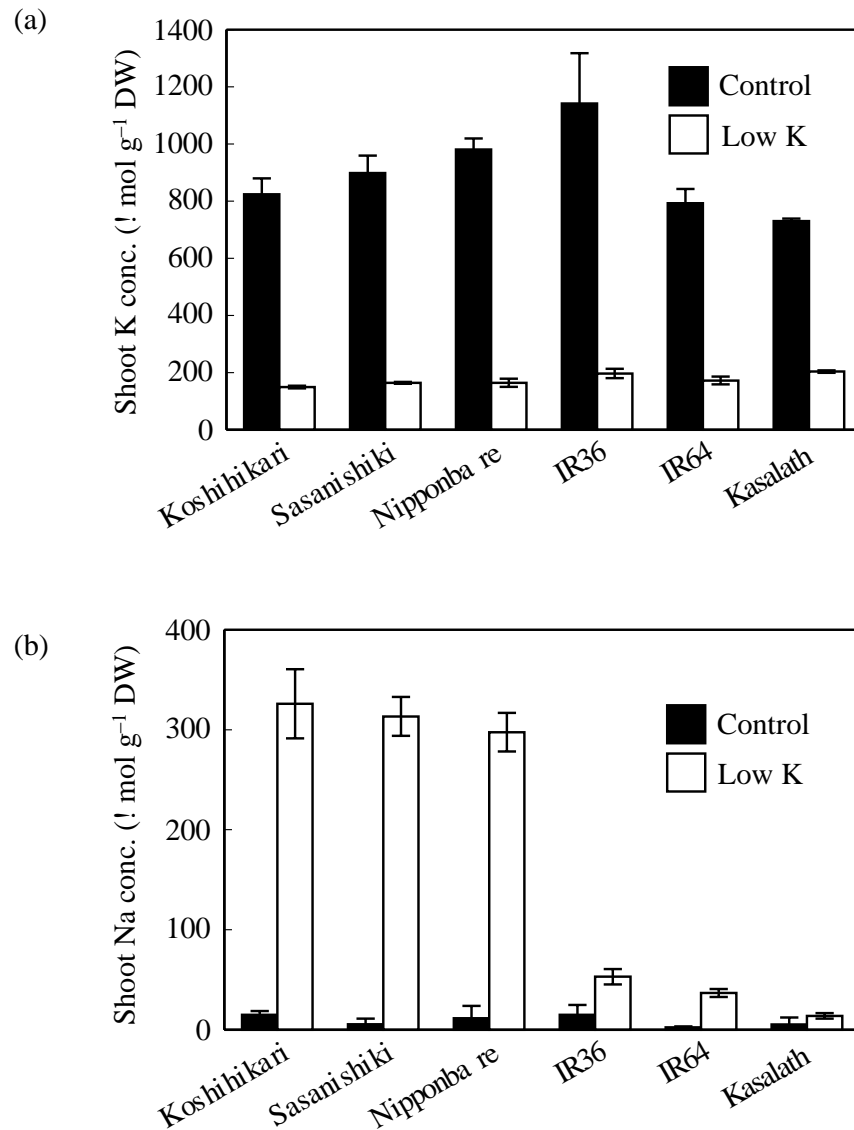 (a)
Shoot K conc. (! mol g⁻¹ DW)
1400
1200
1000
800
600
400
200
0
Control
Low K
Koshihikari
Sasanishiki
Nipponba re
IR36
IR64
Kasalath
(b)
Shoot Na conc. (! mol g⁻¹ DW)
400
300
200
100
0
Control
Low K
Koshihikari
Sasanishiki
Nipponba re
IR36
IR64
Kasalath